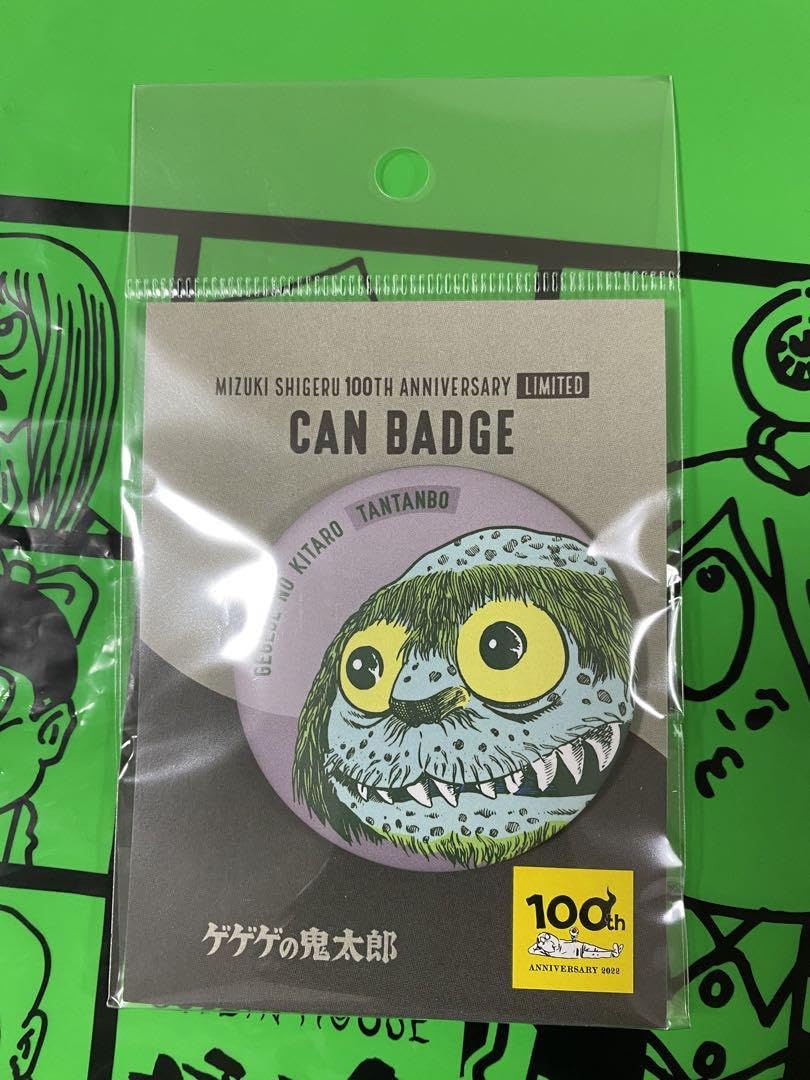 MIZUKI SHIGERU 100TH ANNIVERSARY LIMITED
CAN BADGE
GEGEGE NO KITARO TANTANBO
ゲゲゲの鬼太郎
100th
ANNIVERSARY 2022